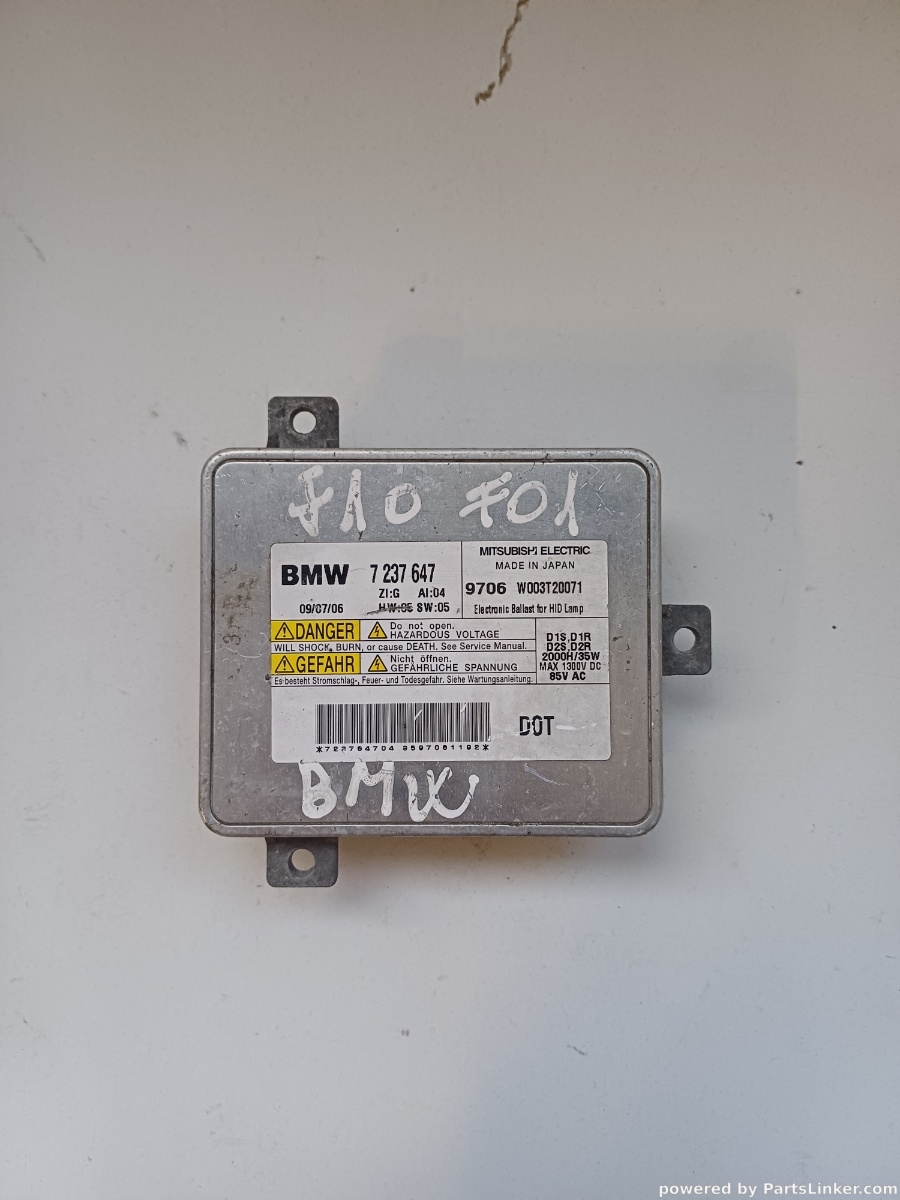 F10 F01
BMW 7 237 647
ZI:G AI:04
09/07/06 HW:05 SW:05
MITSUBISHI ELECTRIC
MADE IN JAPAN
9706 W003T20071
Electronic Ballast for HID Lamp
DANGER Do not open.
HAZARDOUS VOLTAGE
WILL SHOCK, BURN, or cause DEATH. See Service Manual.
GEFAHR Nicht öffnen.
GEFÄHRLICHE SPANNUNG
Es besteht Stromschlag-, Feuer- und Todesgefahr. Siehe Wartungsanleitung.
D1S,D1R
D2S,D2R
2000H/35W
MAX 1300V DC
85V AC
DOT
BMW
powered by PartsLinker.com